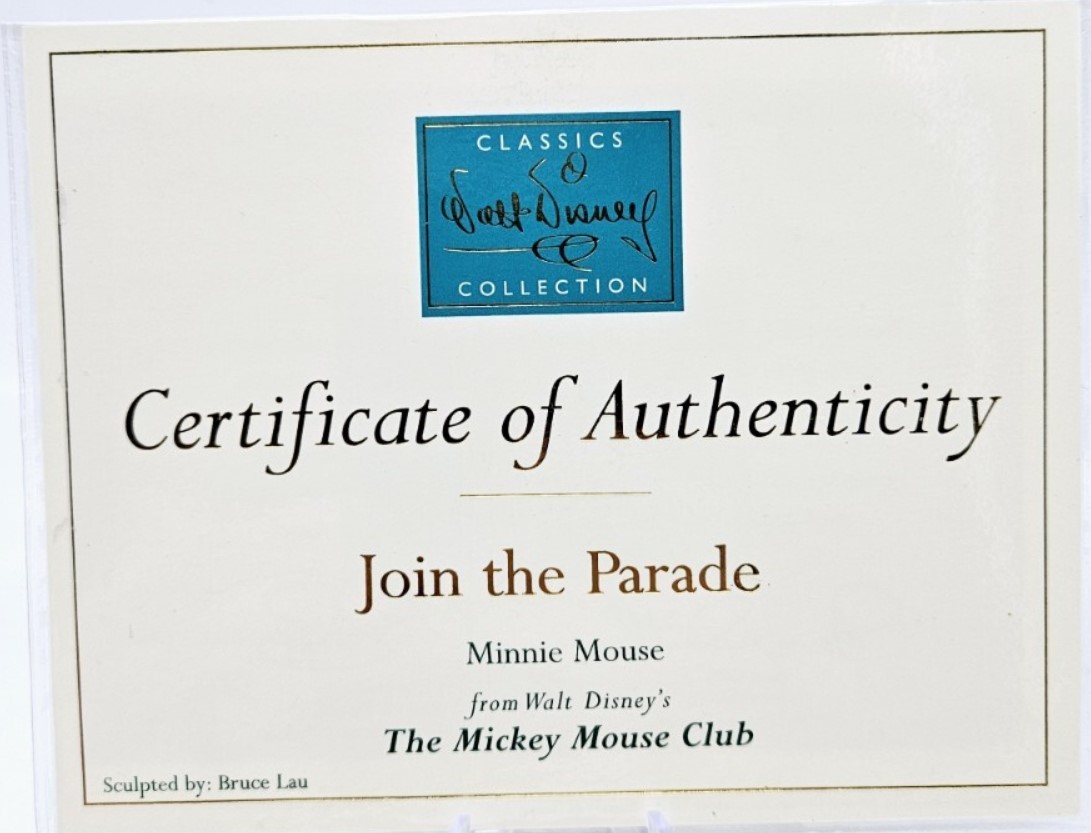 CLASSICS
Walt Disney
COLLECTION
Certificate of Authenticity
Join the Parade
Minnie Mouse
from Walt Disney's
The Mickey Mouse Club
Sculpted by: Bruce Lau